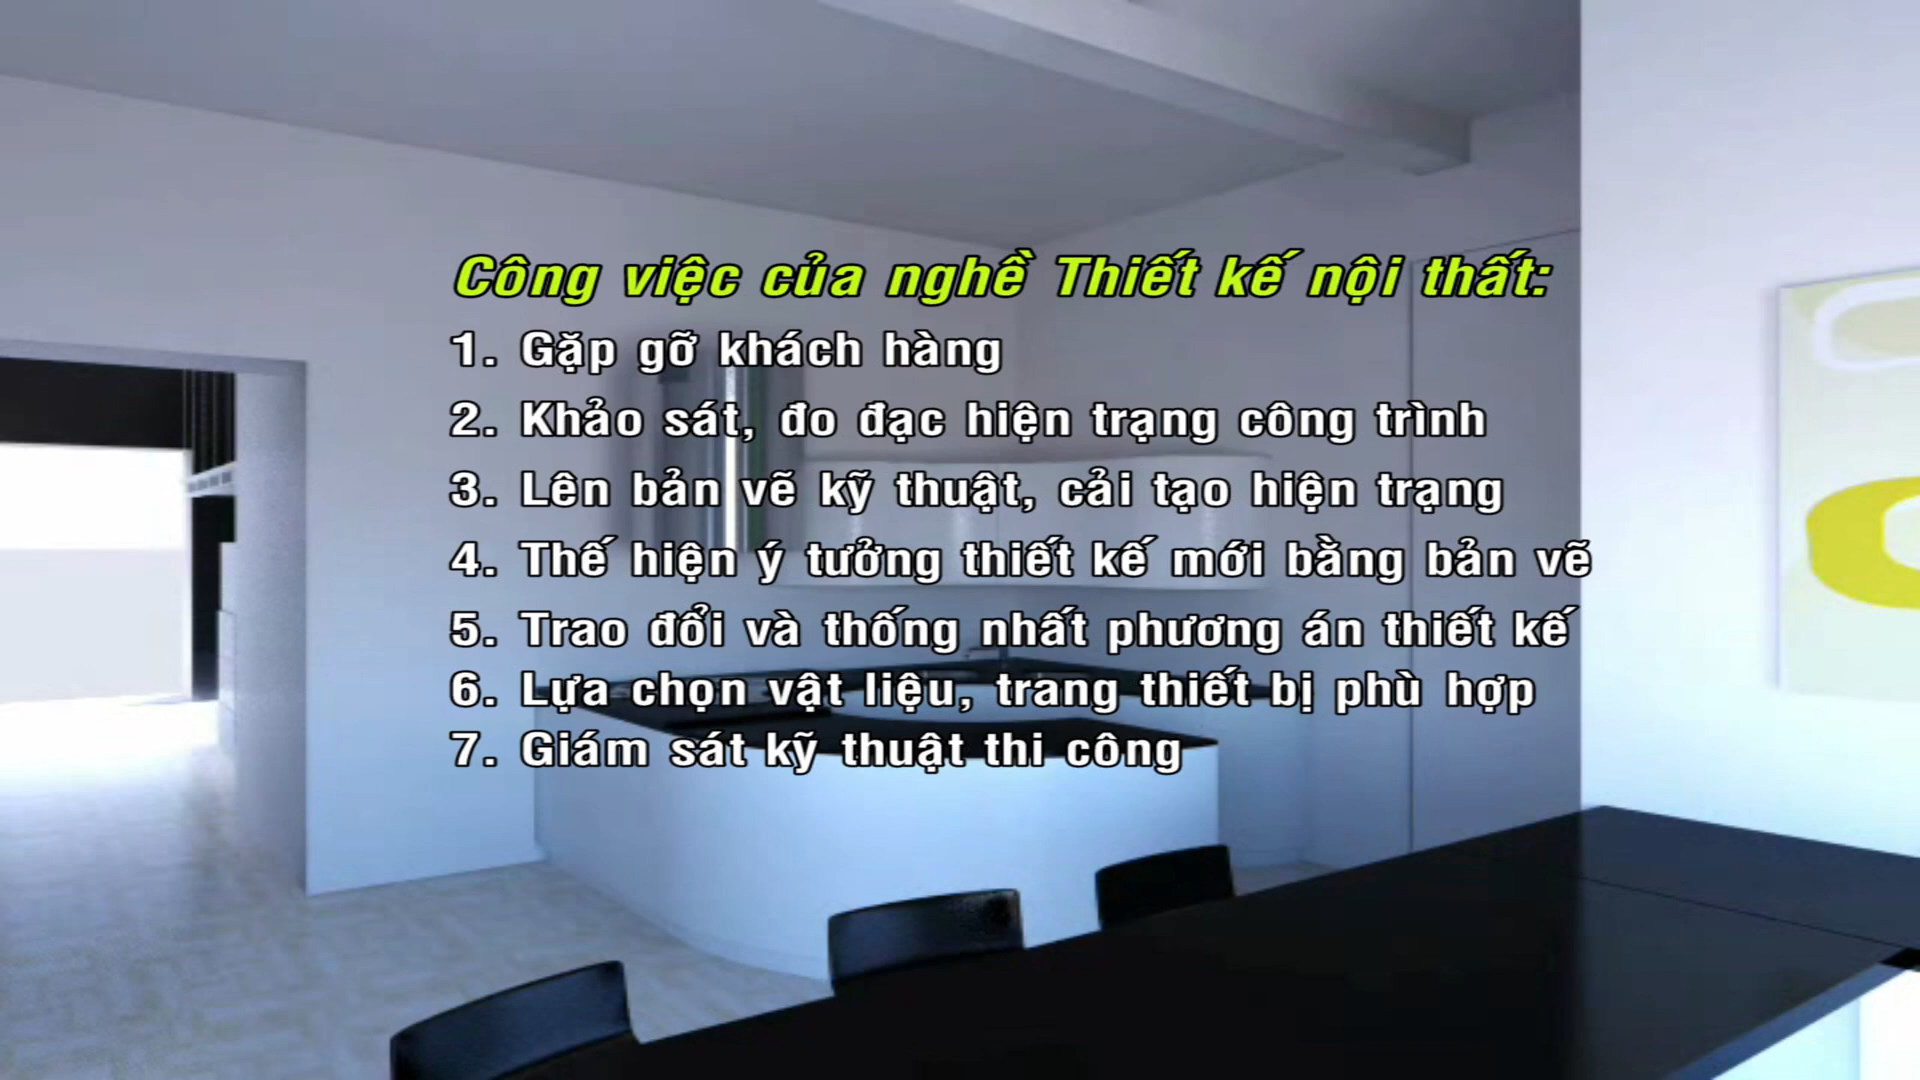 Công việc của nghề Thiết kế nội thất:
1. Gặp gỡ khách hàng
2. Khảo sát, đo đạc hiện trạng công trình
3. Lên bản vẽ kỹ thuật, cải tạo hiện trạng
4. Thế hiện ý tưởng thiết kế mới bằng bản vẽ
5. Trao đổi và thống nhất phương án thiết kế
6. Lựa chọn vật liệu, trang thiết bị phù hợp
7. Giám sát kỹ thuật thi công